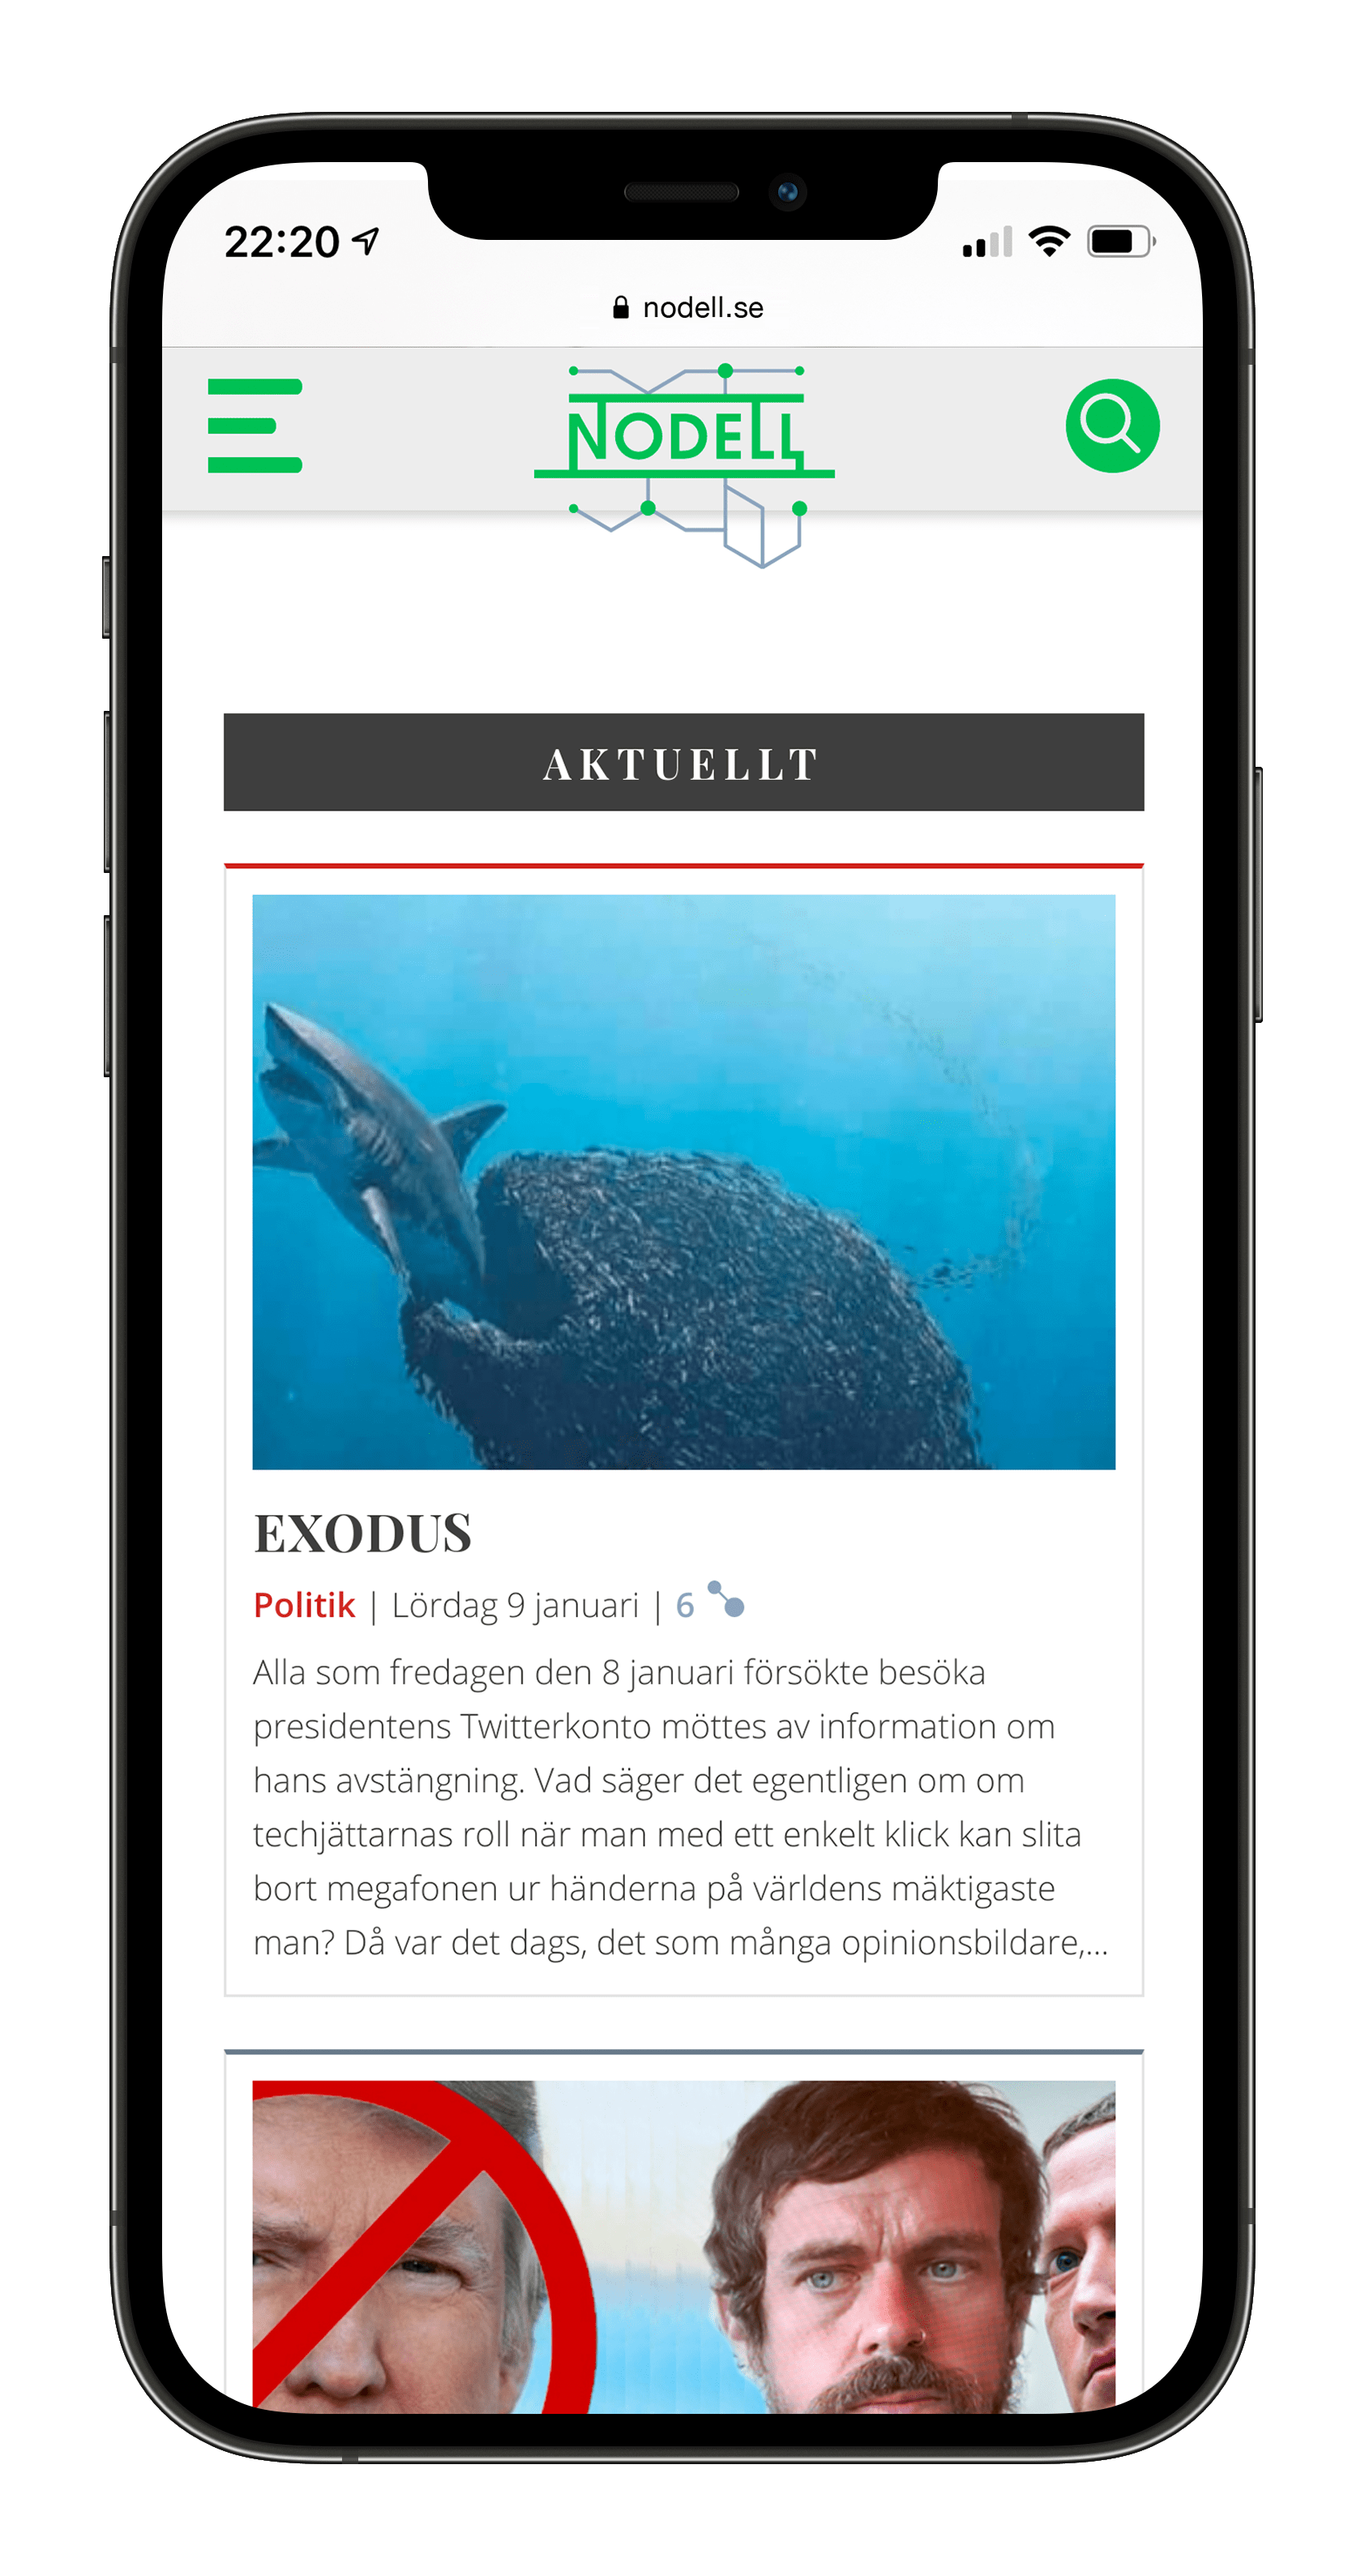 22:20
nodell.se
NODELL
AKTUELLT
EXODUS
Politik | Lördag 9 januari | 6
Alla som fredagen den 8 januari försökte besöka
presidentens Twitterkonto möttes av information om
hans avstängning. Vad säger det egentligen om om
techjättarnas roll när man med ett enkelt klick kan slita
bort megafonen ur händerna på världens mäktigaste
man? Då var det dags, det som många opinionsbildare,...